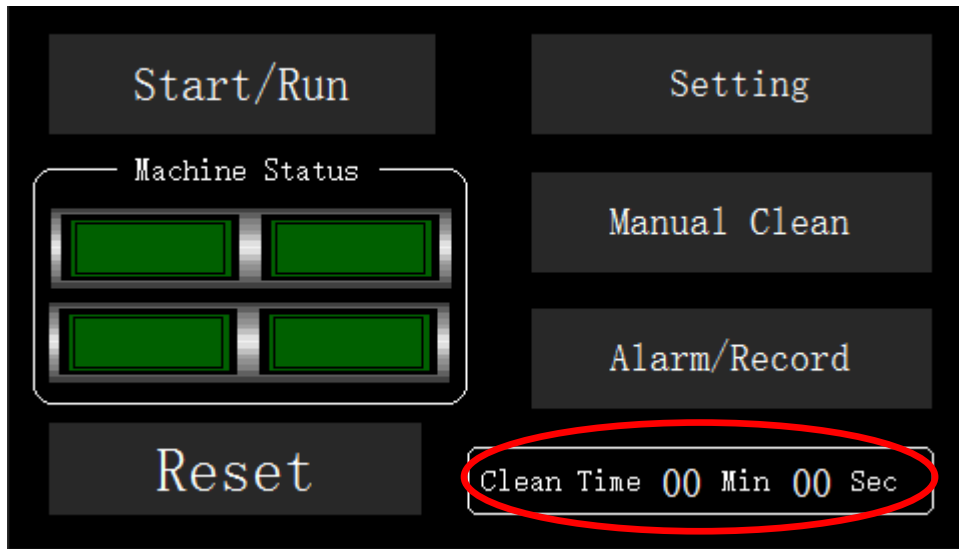 Start/Run
Setting
Machine Status
Manual Clean
Alarm/Record
Reset
Clean Time 00 Min 00 Sec